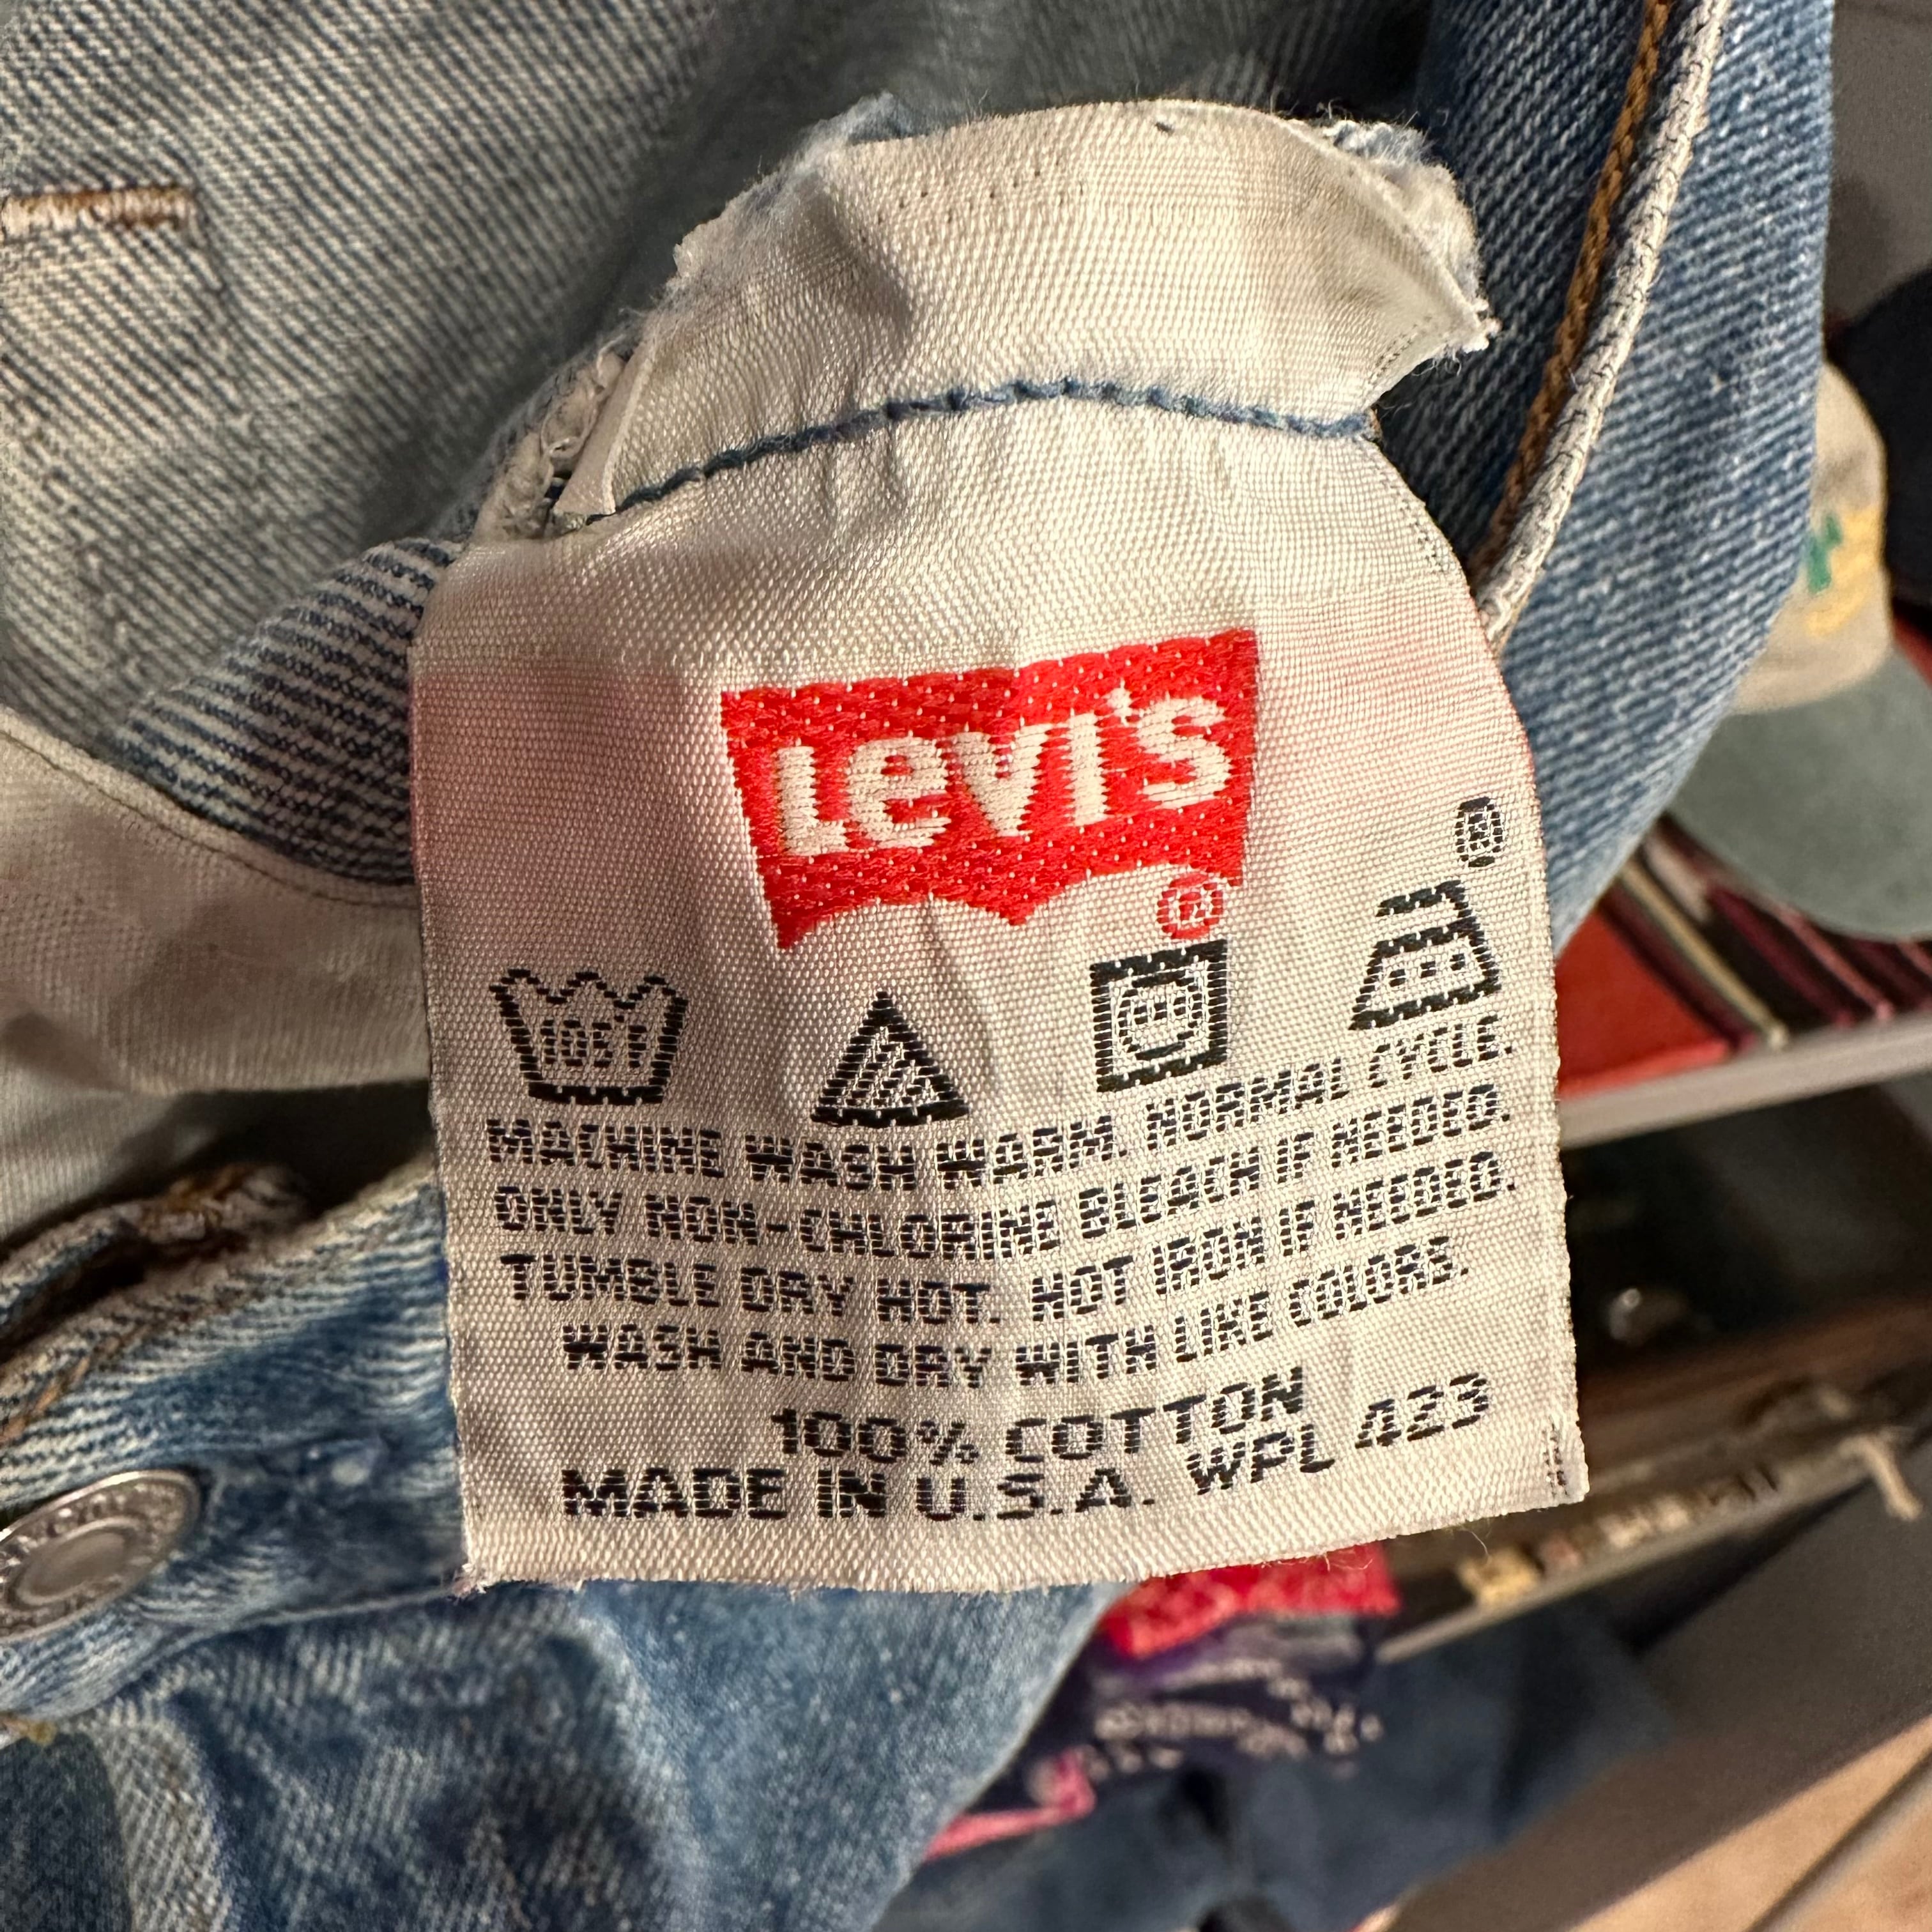 Levi's
®
®
105F
MACHINE WASH WARM. NORMAL CYCLE.
ONLY NON-CHLORINE BLEACH IF NEEDED.
TUMBLE DRY HOT. HOT IRON IF NEEDED.
WASH AND DRY WITH LIKE COLORS.
100% COTTON
MADE IN U.S.A. WPL 423